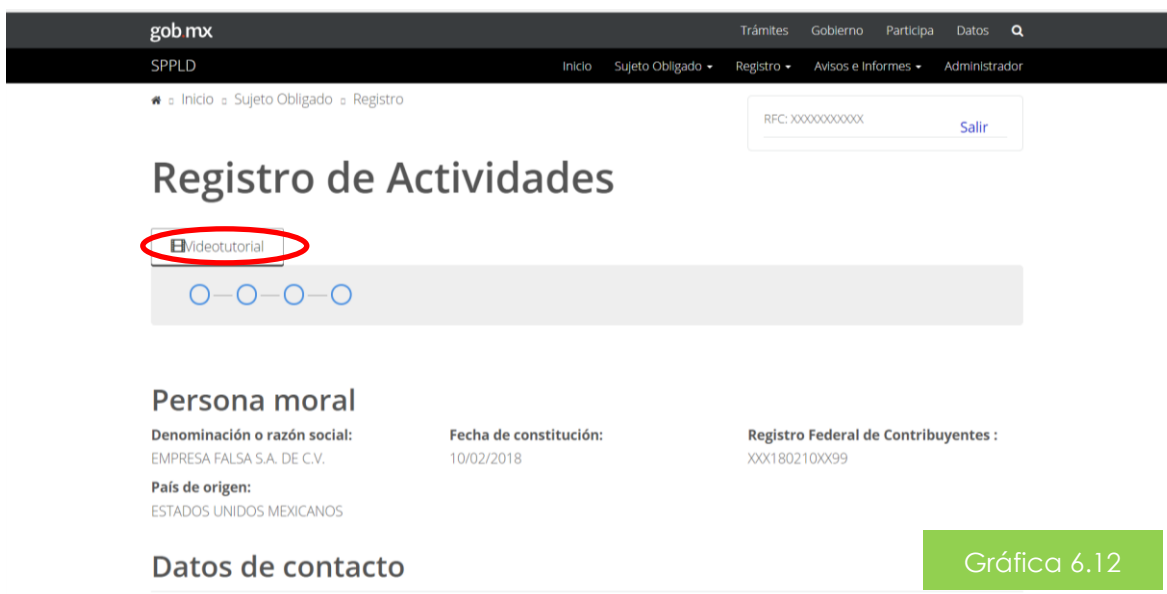 gob.mx
Trámites Gobierno Participa Datos
SPPLD
Inicio Sujeto Obligado Registro Avisos e Informes Administrador
Inicio Sujeto Obligado Registro
RFC: XXXXXXXXXXX
Salir
Registro de Actividades
Videotutorial
Persona moral
Denominación o razón social: Fecha de constitución: Registro Federal de Contribuyentes :
EMPRESA FALSA S.A. DE C.V. 10/02/2018 XXX180210XX99
País de origen:
ESTADOS UNIDOS MEXICANOS
Datos de contacto
Gráfica 6.12